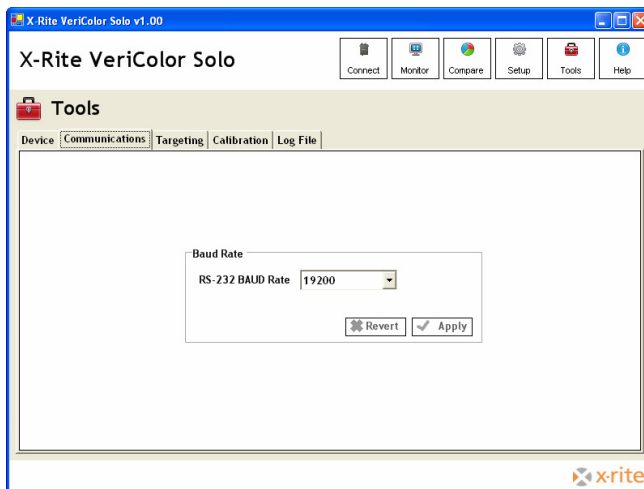 X-Rite VeriColor Solo v1.00
X-Rite VeriColor Solo
Connect Monitor Compare Setup Tools Help
Tools
Device Communications Targeting Calibration Log File
Baud Rate
RS-232 BAUD Rate 19200
Revert Apply
x-rite